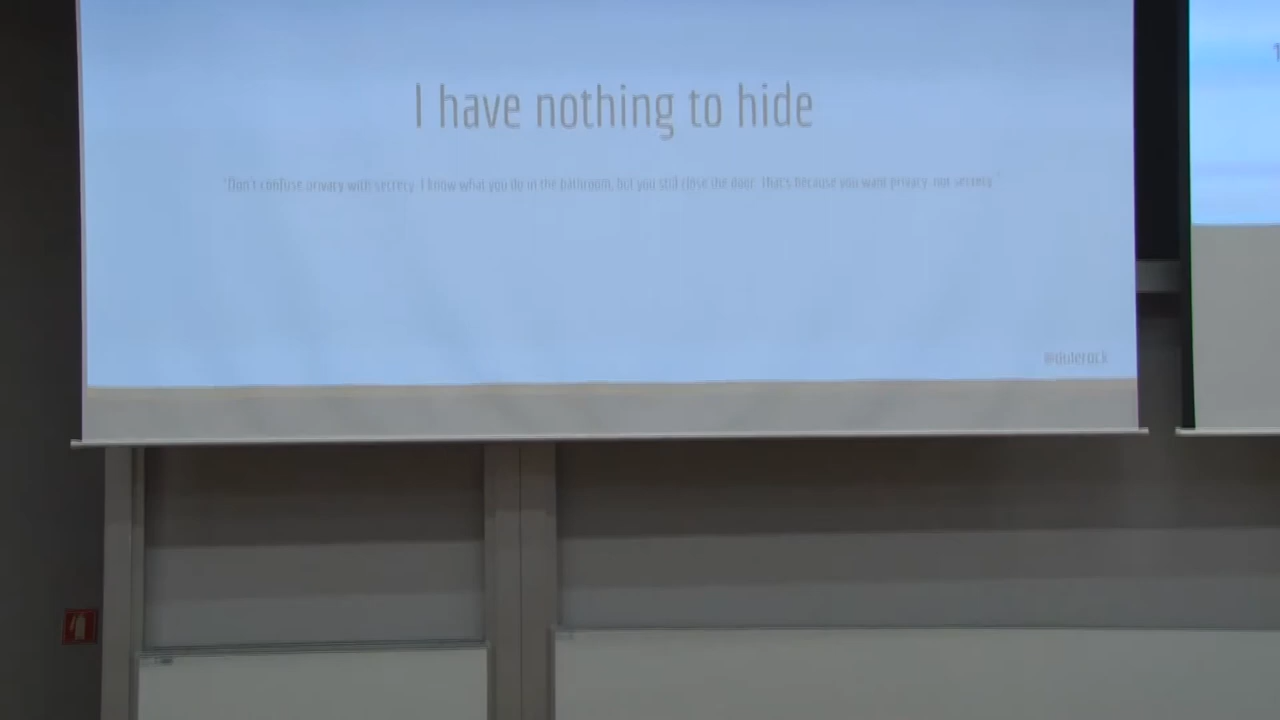 I have nothing to hide
"Don't confuse privacy with secrecy. I know what you do in the bathroom, but you still close the door. That's because you want privacy, not secrecy."